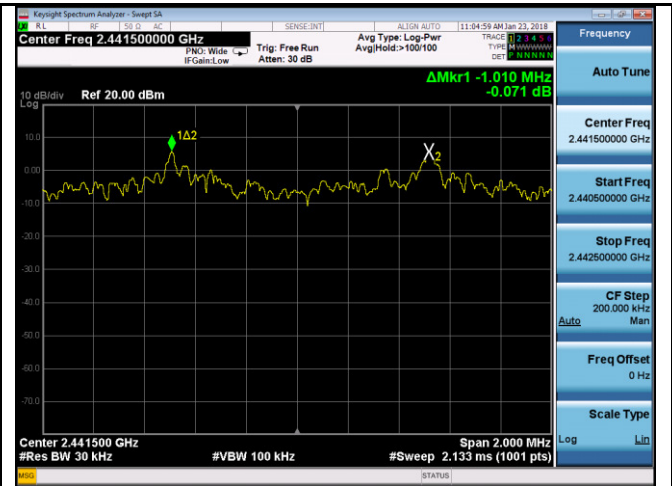 Keysight Spectrum Analyzer - Swept SA
RL RF 50 Ω AC SENSE:INT ALIGN AUTO 11:04:59 AM Jan 23, 2018
Center Freq 2.441500000 GHz
PNO: Wide
IFGain:Low
Trig: Free Run
Atten: 30 dB
Avg Type: Log-Pwr
Avg|Hold:>100/100
TRACE 1 2 3 4 5 6
TYPE M WWWWW
DET P N N N N N
ΔMkr1 -1.010 MHz
-0.071 dB
10 dB/div Ref 20.00 dBm
Log
10.0
0.00
-10.0
-20.0
-30.0
-40.0
-50.0
-60.0
-70.0
1Δ2
X2
Center 2.441500 GHz Span 2.000 MHz
#Res BW 30 kHz #VBW 100 kHz #Sweep 2.133 ms (1001 pts)
MSG STATUS
Frequency
Auto Tune
Center Freq
2.441500000 GHz
Start Freq
2.440500000 GHz
Stop Freq
2.442500000 GHz
CF Step
200.000 kHz
Auto Man
Freq Offset
0 Hz
Scale Type
Log Lin